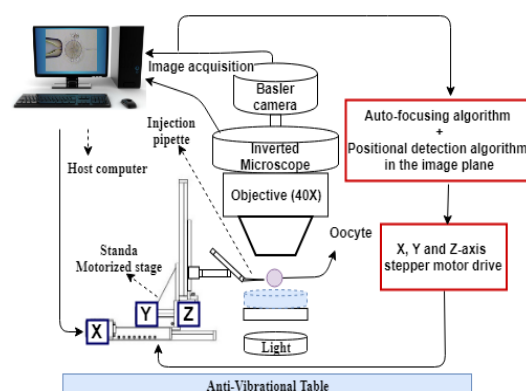 Image acquisition
Basler
camera
Injection
pipette
Inverted
Microscope
Auto-focusing algorithm
+
Positional detection algorithm
in the image plane
Host computer
Objective (40X)
Oocyte
Standa
Motorized stage
X, Y and Z-axis
stepper motor drive
X
Y
Z
Light
Anti-Vibrational Table